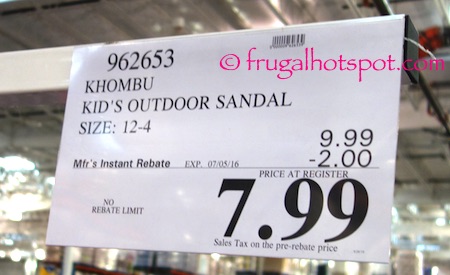 © frugalhotspot.com
962653
KHOMBU
KID'S OUTDOOR SANDAL
SIZE: 12-4
9.99
Mfr's Instant Rebate EXP. 07/05/16 -2.00
PRICE AT REGISTER
NO
REBATE LIMIT
7.99
Sales Tax on the pre-rebate price